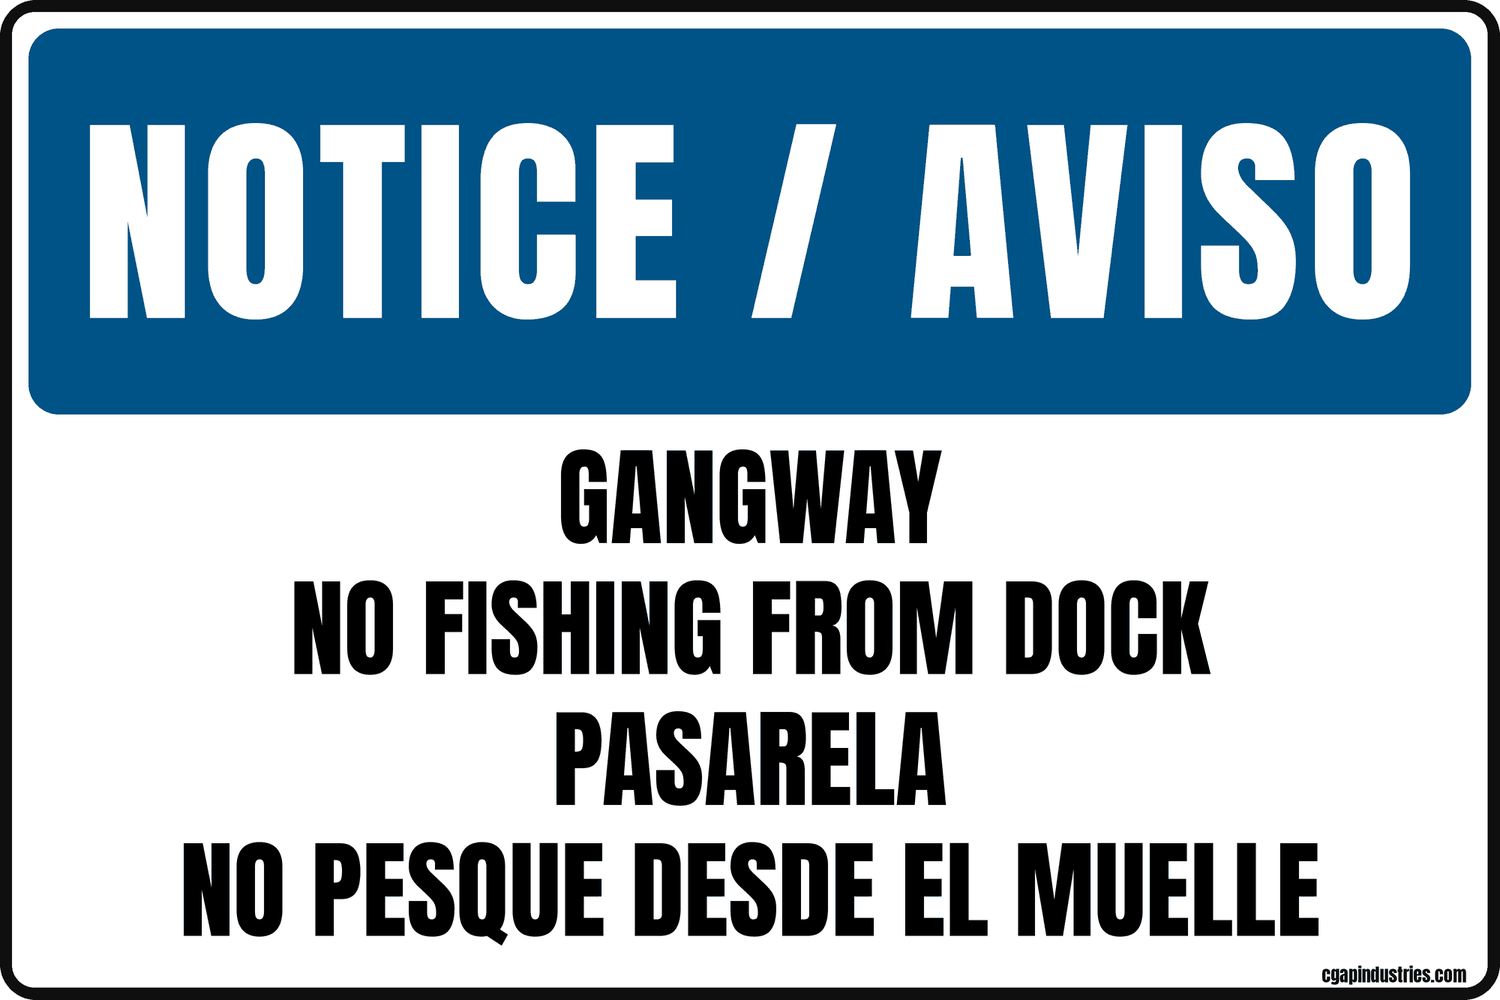 NOTICE / AVISO
GANGWAY
NO FISHING FROM DOCK
PASARELA
NO PESQUE DESDE EL MUELLE
cgapindustries.com